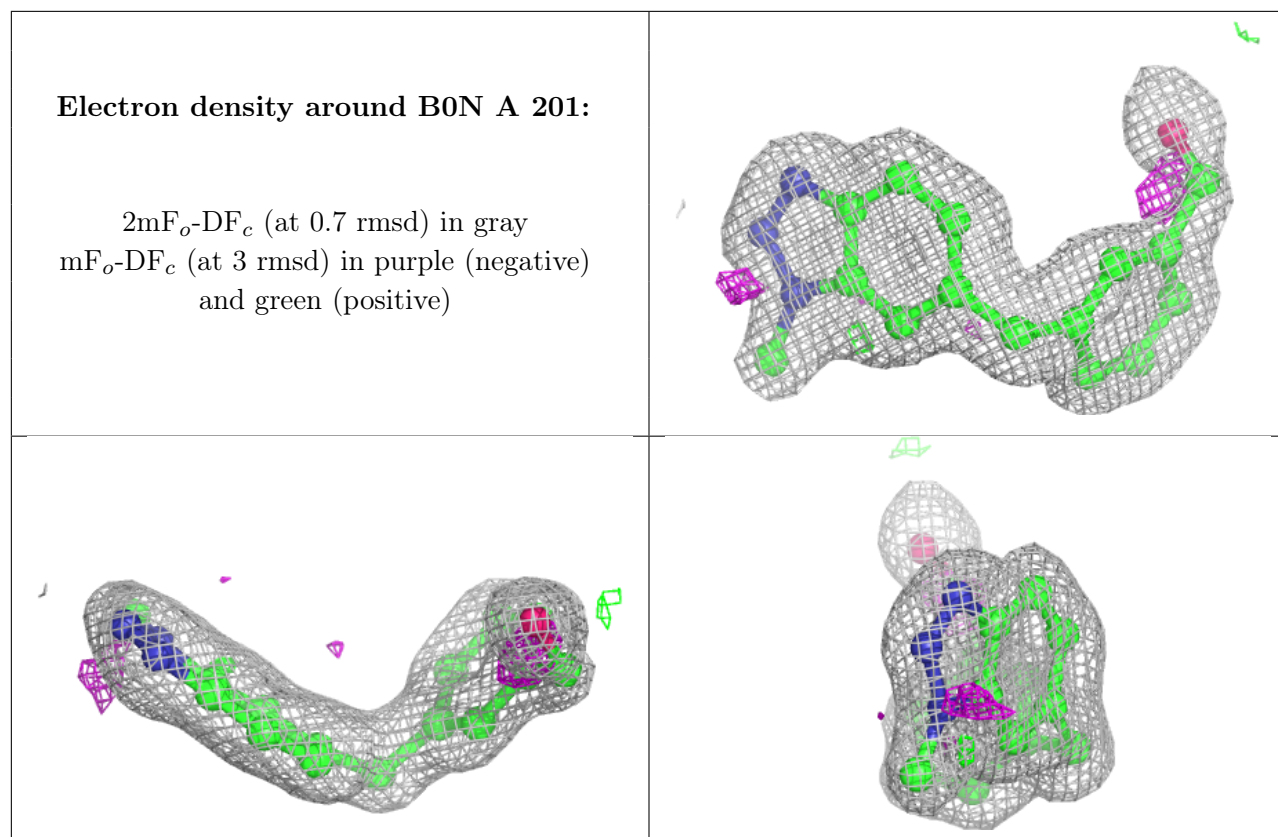 Electron density around B0N A 201:
2mFo-DFc (at 0.7 rmsd) in gray
mFo-DFc (at 3 rmsd) in purple (negative)
and green (positive)